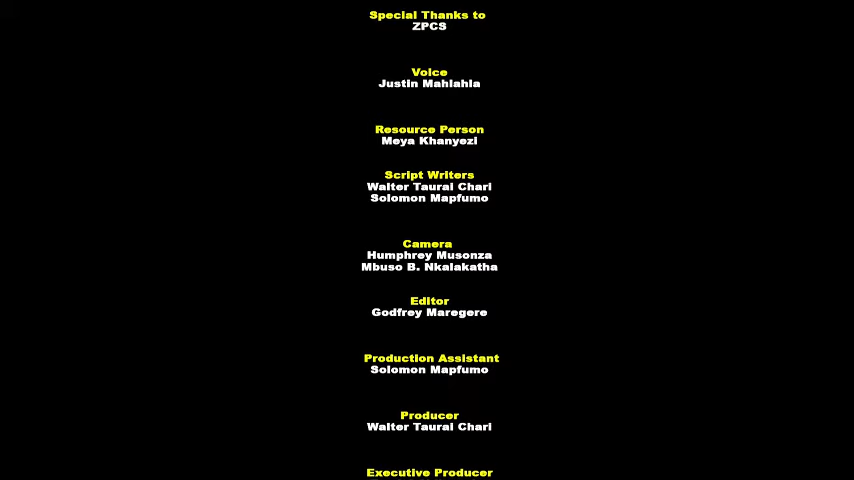 Special Thanks to
ZPCS
Voice
Justin Mahlahla
Resource Person
Meya Khanyezi
Script Writers
Walter Taurai Chari
Solomon Mapfumo
Camera
Humphrey Musonza
Mbuso B. Nkalakatha
Editor
Godfrey Maregere
Production Assistant
Solomon Mapfumo
Producer
Walter Taurai Chari
Executive Producer